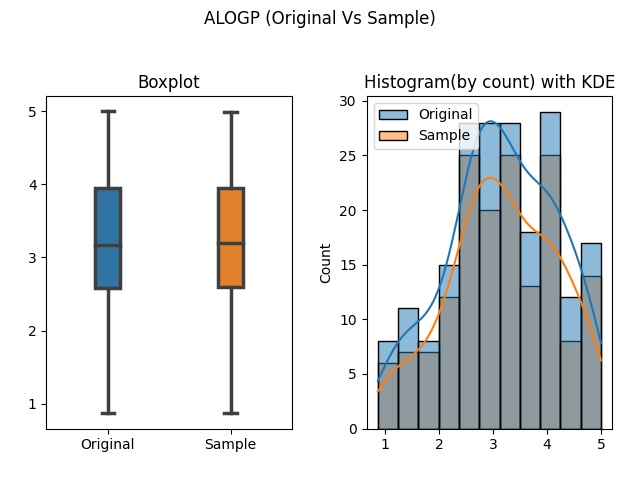 ALOGP (Original Vs Sample)
Boxplot
5
4
3
2
1
Original Sample
Histogram(by count) with KDE
Original
Sample
Count
30
25
20
15
10
5
0
1 2 3 4 5